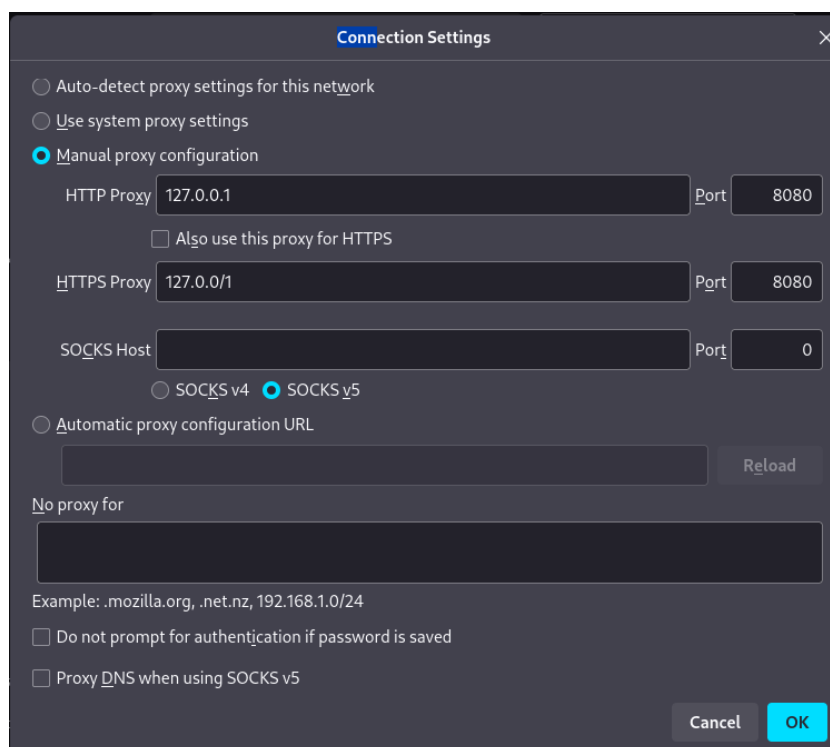 Connection Settings
Auto-detect proxy settings for this network
Use system proxy settings
Manual proxy configuration
HTTP Proxy 127.0.0.1 Port 8080
Also use this proxy for HTTPS
HTTPS Proxy 127.0.0/1 Port 8080
SOCKS Host Port 0
SOCKS v4 SOCKS v5
Automatic proxy configuration URL
Reload
No proxy for
Example: .mozilla.org, .net.nz, 192.168.1.0/24
Do not prompt for authentication if password is saved
Proxy DNS when using SOCKS v5
Cancel OK